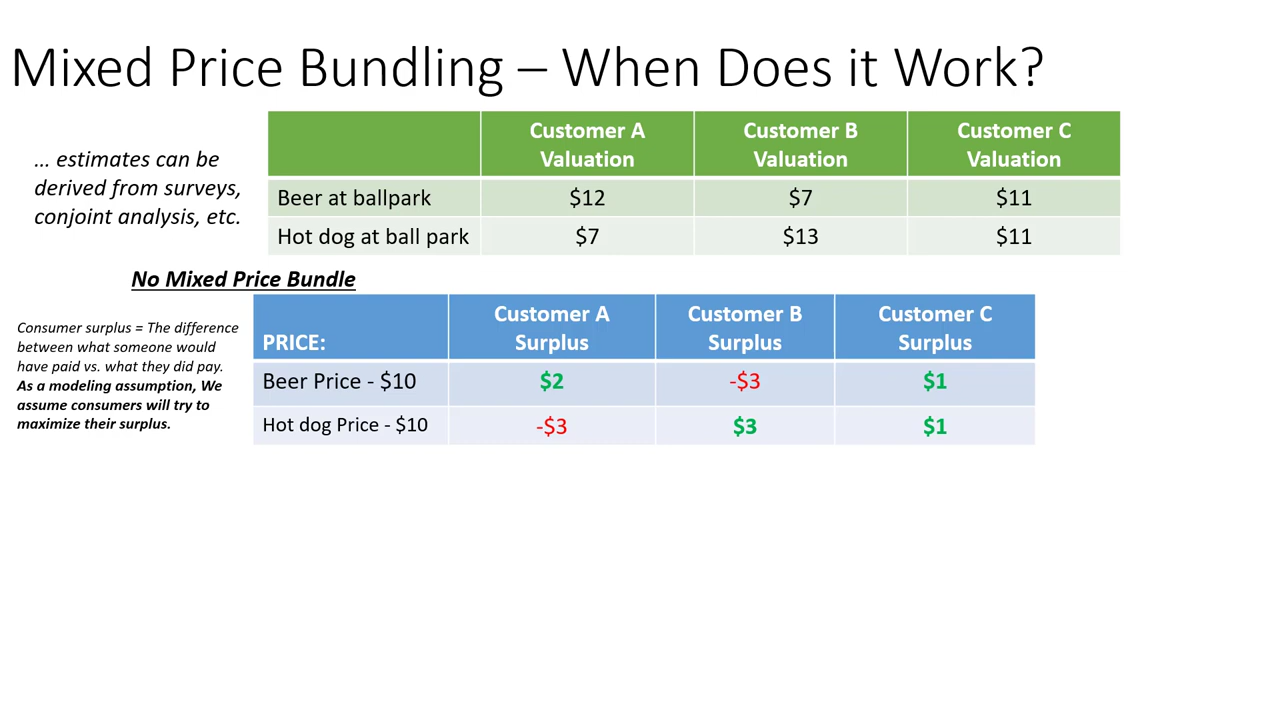 Mixed Price Bundling – When Does it Work?
… estimates can be
derived from surveys,
conjoint analysis, etc.
Customer A Valuation Customer B Valuation Customer C Valuation
Beer at ballpark $12 $7 $11
Hot dog at ball park $7 $13 $11
No Mixed Price Bundle
Consumer surplus = The difference
between what someone would
have paid vs. what they did pay.
As a modeling assumption, We
assume consumers will try to
maximize their surplus.
PRICE: Customer A Surplus Customer B Surplus Customer C Surplus
Beer Price - $10 $2 -$3 $1
Hot dog Price - $10 -$3 $3 $1